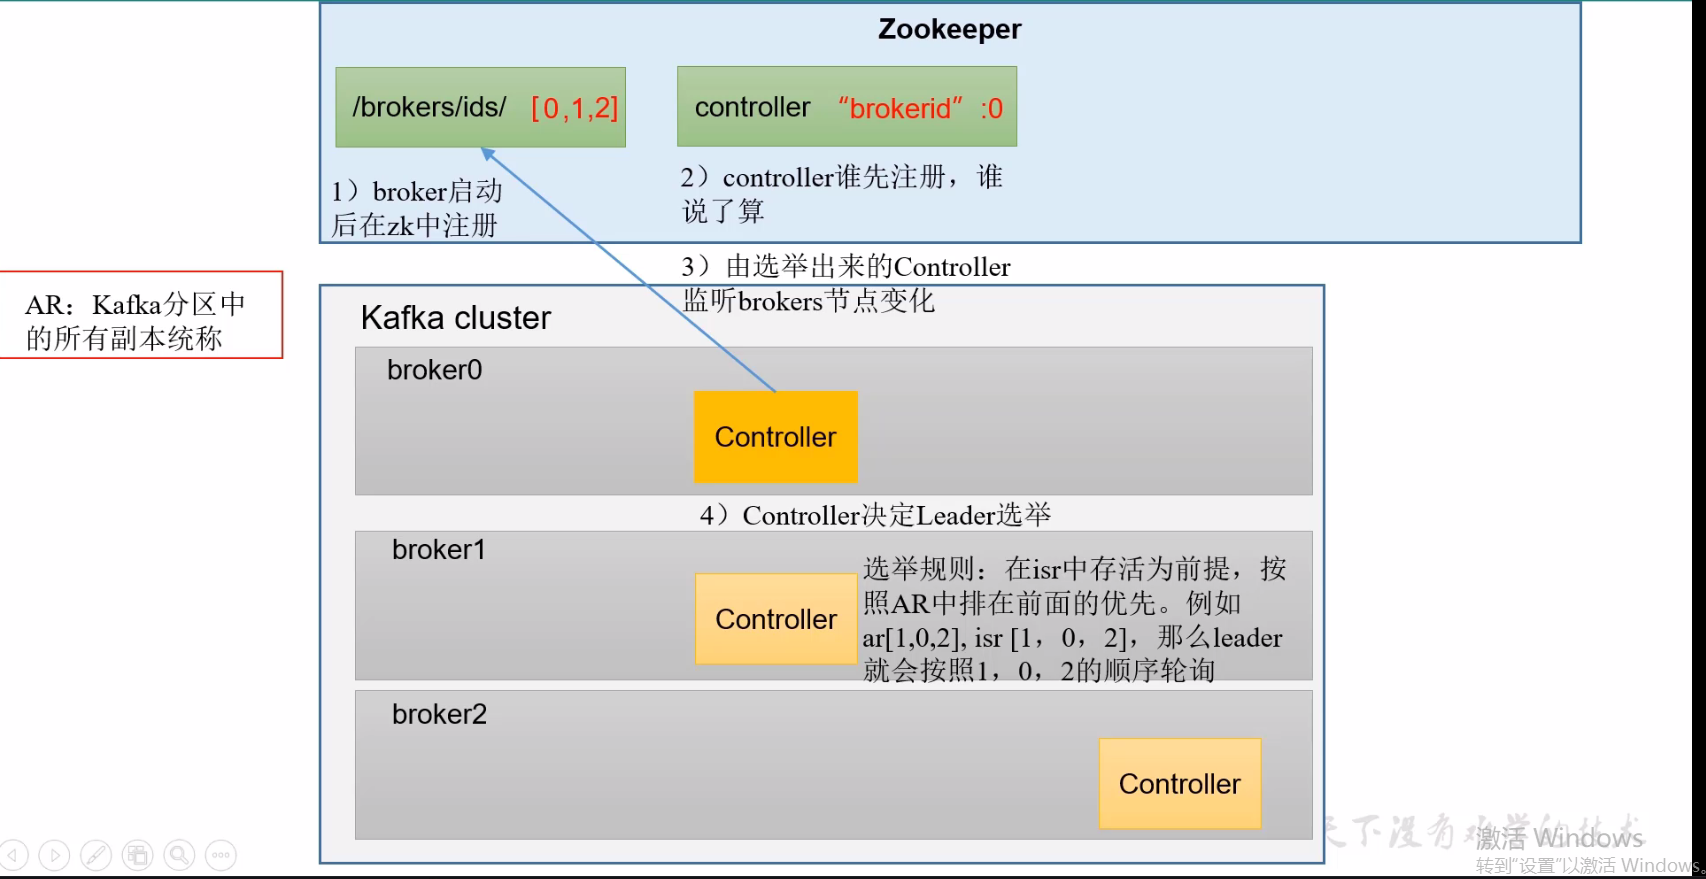 Zookeeper
/brokers/ids/ [0,1,2]
controller “brokerid” :0
1）broker启动
后在zk中注册
2）controller谁先注册，谁
说了算
3）由选举出来的Controller
监听brokers节点变化
AR：Kafka分区中
的所有副本统称
Kafka cluster
broker0
Controller
4）Controller决定Leader选举
broker1
Controller
选举规则：在isr中存活为前提，按
照AR中排在前面的优先。例如
ar[1,0,2], isr [1，0，2]，那么leader
就会按照1，0，2的顺序轮询
broker2
Controller
天下没有难学的技术
激活 Windows
转到“设置”以激活 Windows。